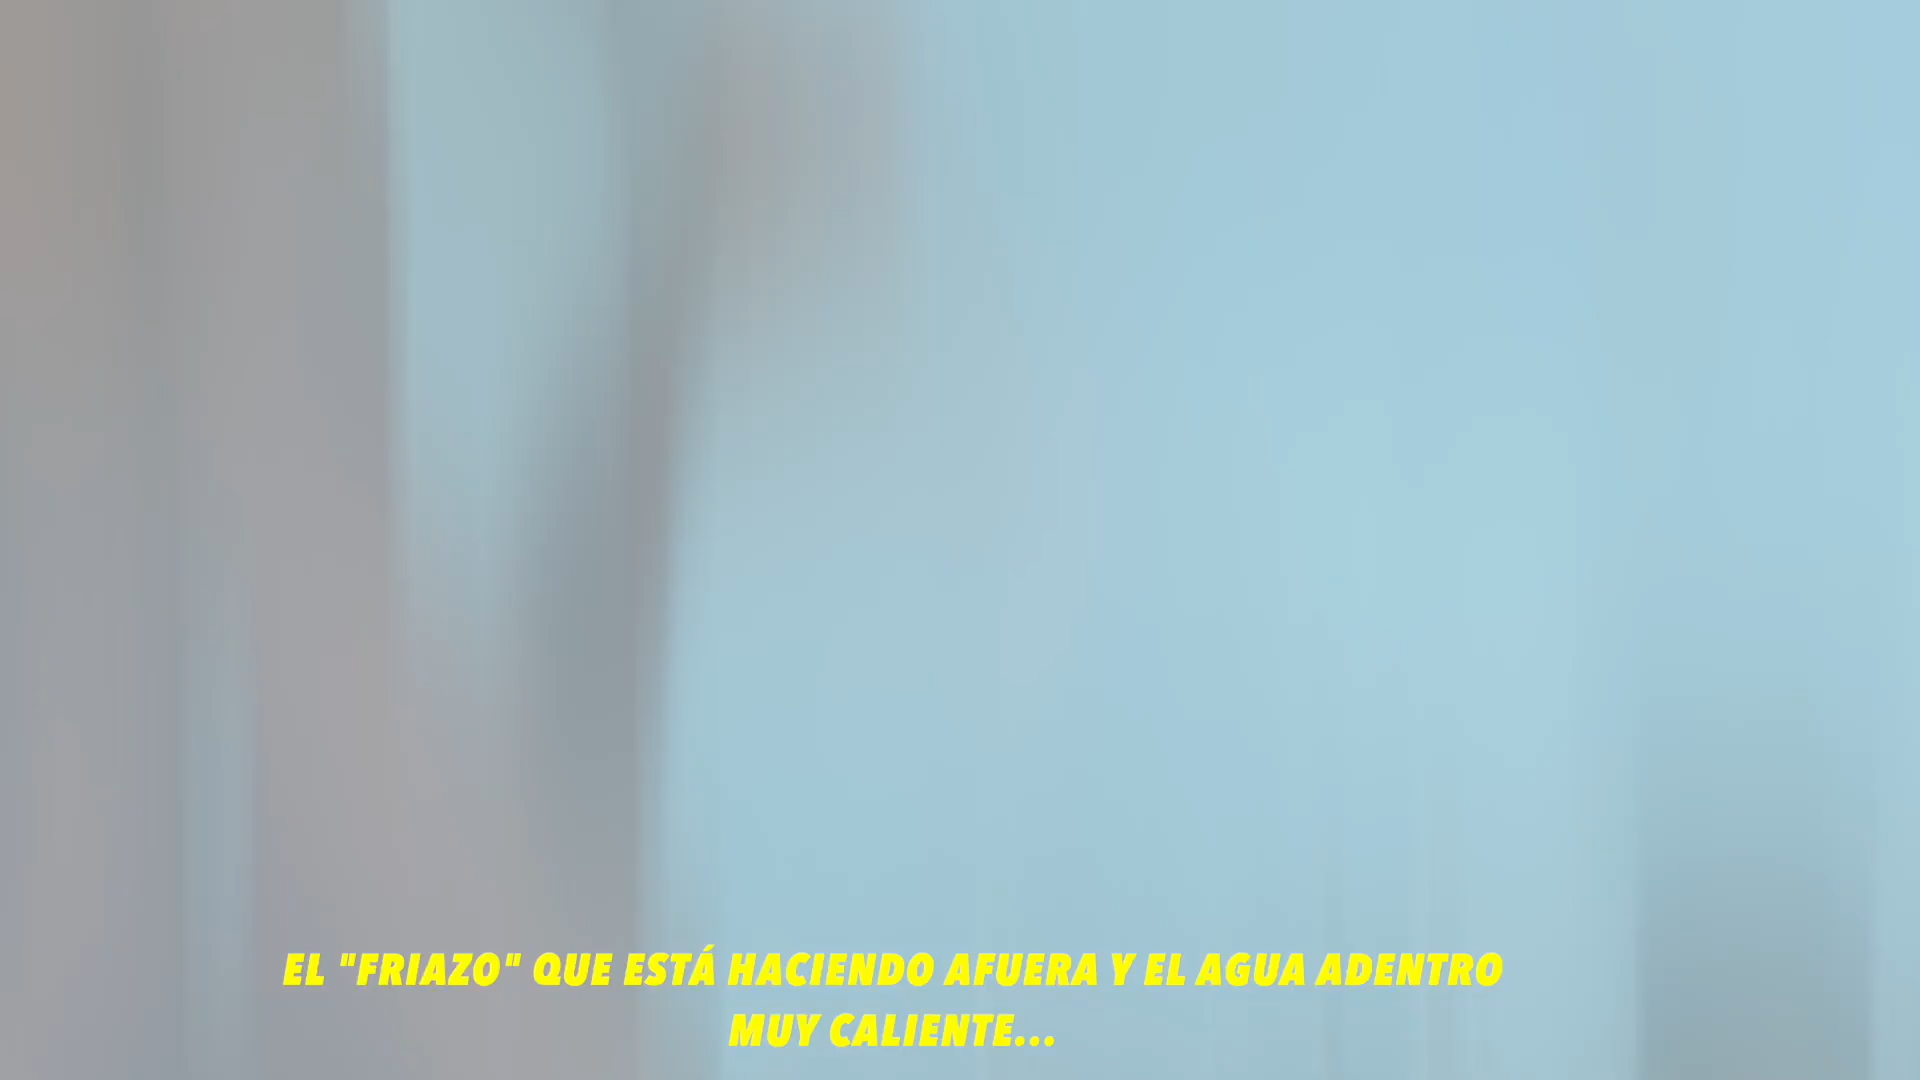 EL "FRIAZO" QUE ESTÁ HACIENDO AFUERA Y EL AGUA ADENTRO
MUY CALIENTE...